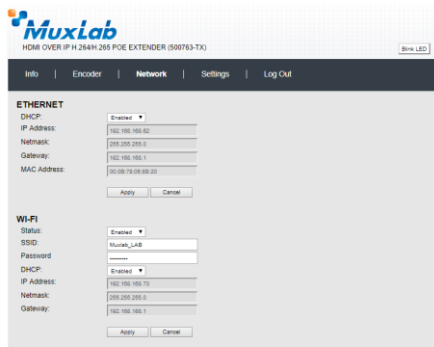 MuxLab
HDMI OVER IP H.264/H.265 POE EXTENDER (500763-TX)
Blink LED
Info | Encoder | Network | Settings | Log Out
ETHERNET
DHCP: Enabled
IP Address: 192.168.168.62
Netmask: 255.255.255.0
Gateway: 192.168.168.1
MAC Address:
Apply Cancel
WI-FI
Status: Enabled
SSID: Muxlab_LAB
Password ••••••••
DHCP: Enabled
IP Address: 192.168.168.73
Netmask: 255.255.255.0
Gateway: 192.168.168.1
Apply Cancel